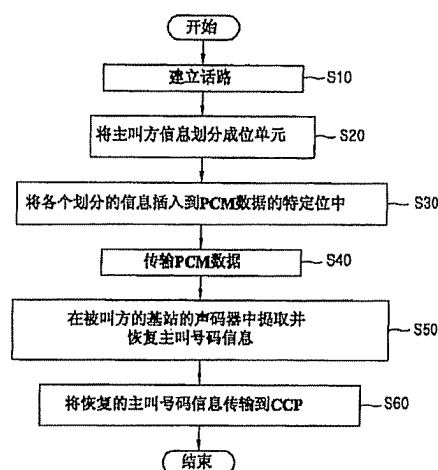 开始
建立话路
S10
将主叫方信息划分成位单元
S20
将各个划分的信息插入到PCM数据的特定位中
S30
传输PCM数据
S40
在被叫方的基站的声码器中提取并
恢复主叫号码信息
S50
将恢复的主叫号码信息传输到CCP
S60
结束